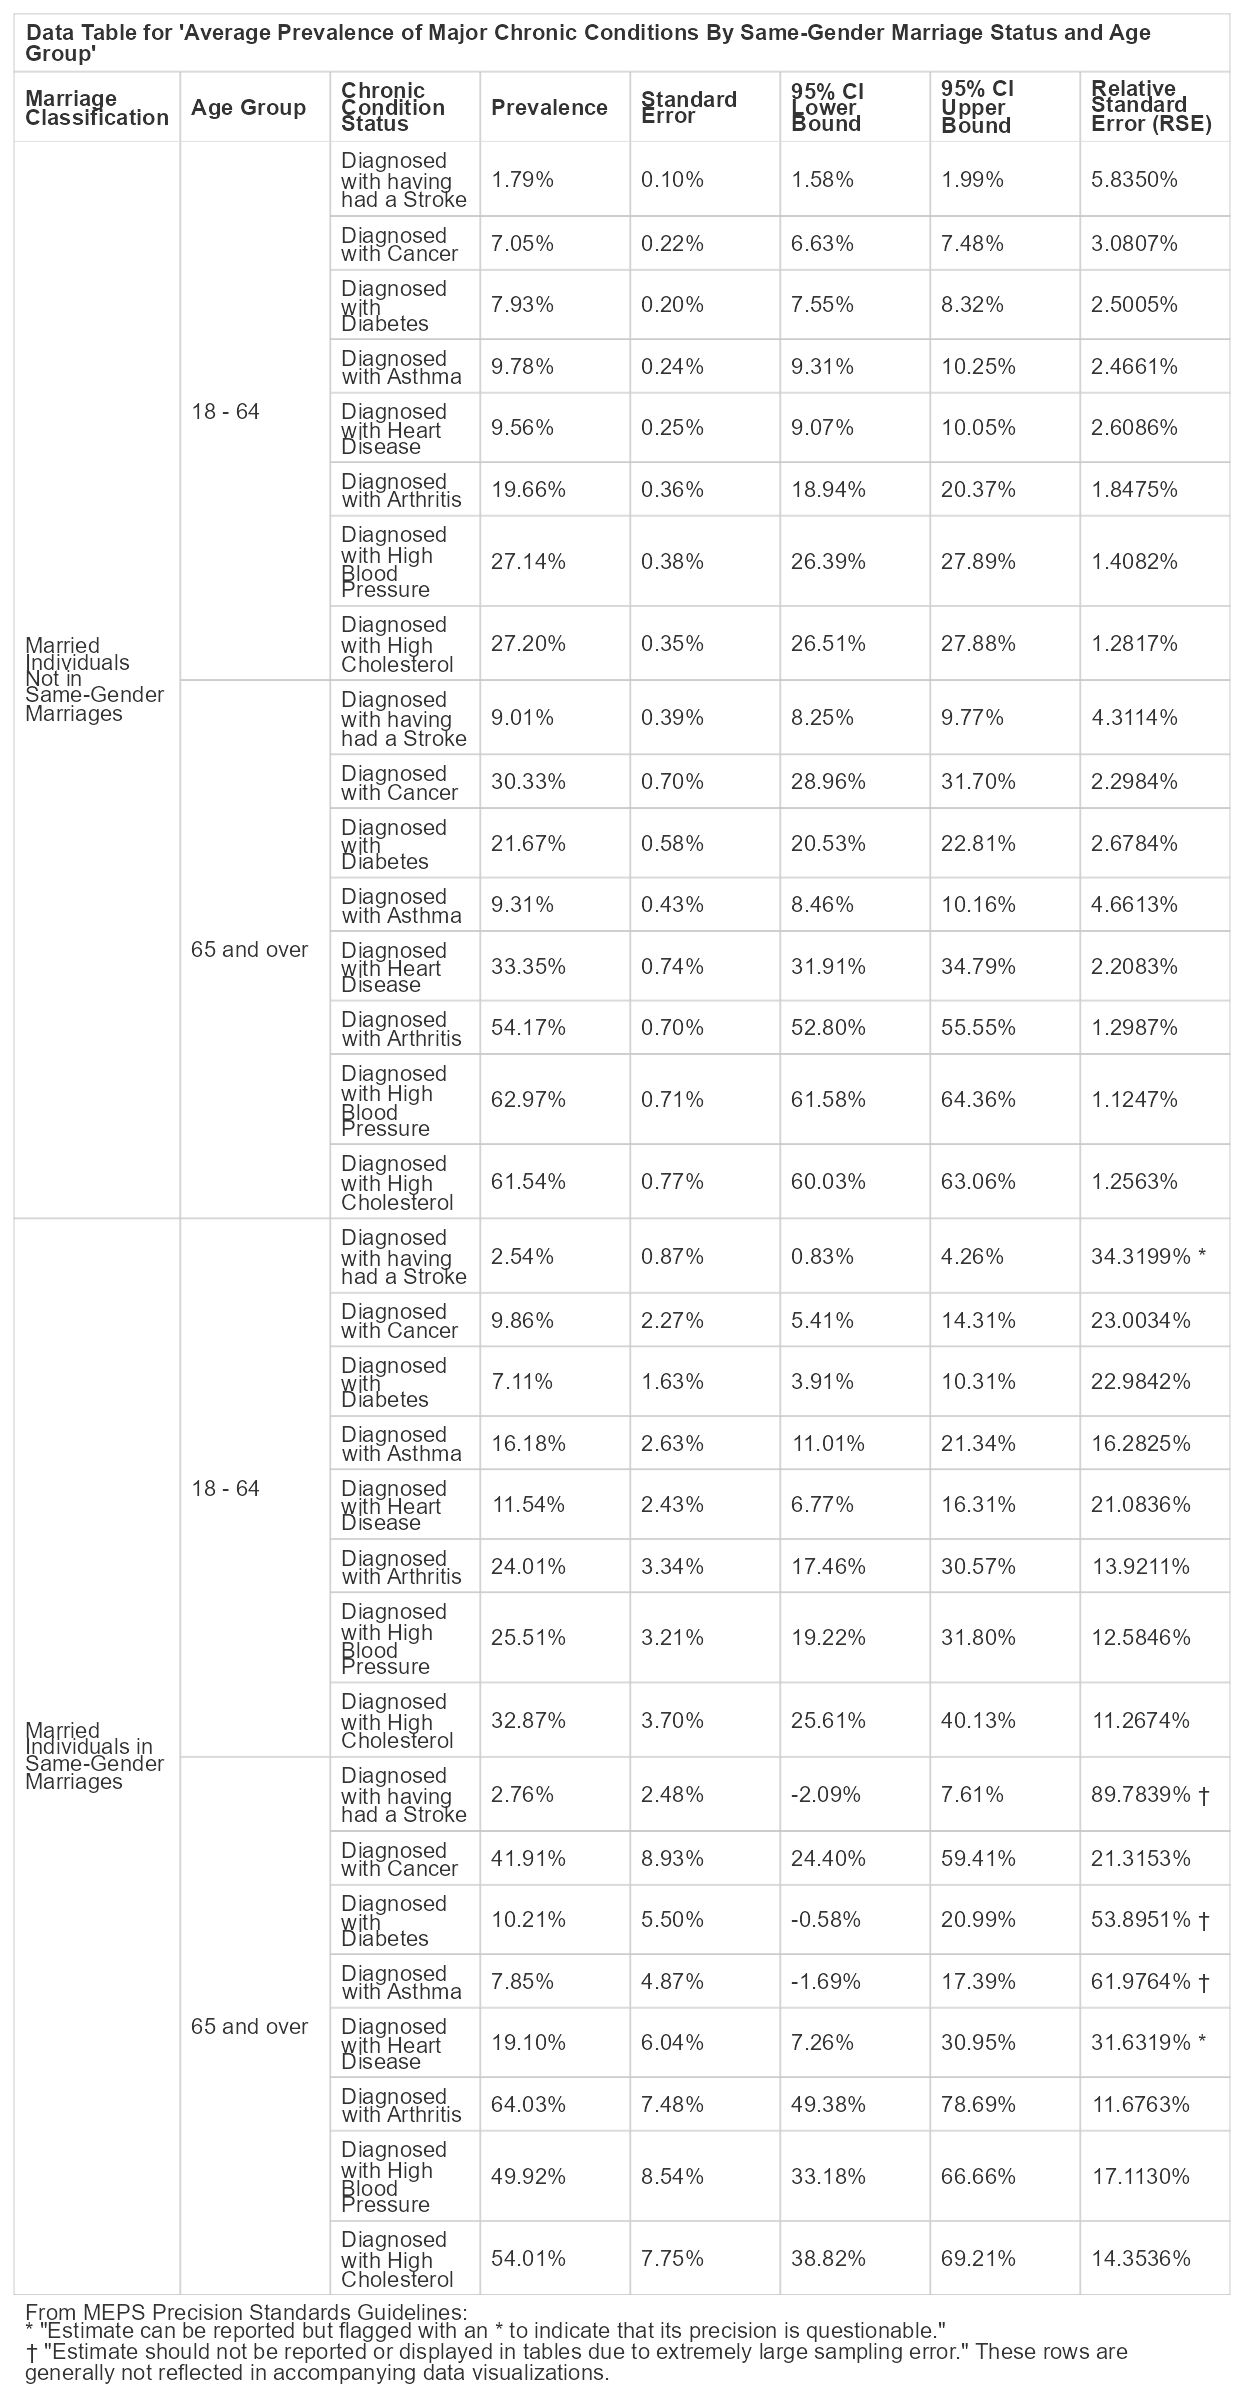 Data Table for 'Average Prevalence of Major Chronic Conditions By Same-Gender Marriage Status and Age
Group'
Marriage
Classification
Age Group
Chronic
Condition
Status
Prevalence
Standard
Error
95% CI
Lower
Bound
95% CI
Upper
Bound
Relative
Standard
Error (RSE)
Married
Individuals
Not in
Same-Gender
Marriages
18 - 64
Diagnosed
with having
had a Stroke
1.79%
0.10%
1.58%
1.99%
5.8350%
Diagnosed
with Cancer
7.05%
0.22%
6.63%
7.48%
3.0807%
Diagnosed
with
Diabetes
7.93%
0.20%
7.55%
8.32%
2.5005%
Diagnosed
with Asthma
9.78%
0.24%
9.31%
10.25%
2.4661%
Diagnosed
with Heart
Disease
9.56%
0.25%
9.07%
10.05%
2.6086%
Diagnosed
with Arthritis
19.66%
0.36%
18.94%
20.37%
1.8475%
Diagnosed
with High
Blood
Pressure
27.14%
0.38%
26.39%
27.89%
1.4082%
Diagnosed
with High
Cholesterol
27.20%
0.35%
26.51%
27.88%
1.2817%
65 and over
Diagnosed
with having
had a Stroke
9.01%
0.39%
8.25%
9.77%
4.3114%
Diagnosed
with Cancer
30.33%
0.70%
28.96%
31.70%
2.2984%
Diagnosed
with
Diabetes
21.67%
0.58%
20.53%
22.81%
2.6784%
Diagnosed
with Asthma
9.31%
0.43%
8.46%
10.16%
4.6613%
Diagnosed
with Heart
Disease
33.35%
0.74%
31.91%
34.79%
2.2083%
Diagnosed
with Arthritis
54.17%
0.70%
52.80%
55.55%
1.2987%
Diagnosed
with High
Blood
Pressure
62.97%
0.71%
61.58%
64.36%
1.1247%
Diagnosed
with High
Cholesterol
61.54%
0.77%
60.03%
63.06%
1.2563%
Married
Individuals in
Same-Gender
Marriages
18 - 64
Diagnosed
with having
had a Stroke
2.54%
0.87%
0.83%
4.26%
34.3199% *
Diagnosed
with Cancer
9.86%
2.27%
5.41%
14.31%
23.0034%
Diagnosed
with
Diabetes
7.11%
1.63%
3.91%
10.31%
22.9842%
Diagnosed
with Asthma
16.18%
2.63%
11.01%
21.34%
16.2825%
Diagnosed
with Heart
Disease
11.54%
2.43%
6.77%
16.31%
21.0836%
Diagnosed
with Arthritis
24.01%
3.34%
17.46%
30.57%
13.9211%
Diagnosed
with High
Blood
Pressure
25.51%
3.21%
19.22%
31.80%
12.5846%
Diagnosed
with High
Cholesterol
32.87%
3.70%
25.61%
40.13%
11.2674%
65 and over
Diagnosed
with having
had a Stroke
2.76%
2.48%
-2.09%
7.61%
89.7839% †
Diagnosed
with Cancer
41.91%
8.93%
24.40%
59.41%
21.3153%
Diagnosed
with
Diabetes
10.21%
5.50%
-0.58%
20.99%
53.8951% †
Diagnosed
with Asthma
7.85%
4.87%
-1.69%
17.39%
61.9764% †
Diagnosed
with Heart
Disease
19.10%
6.04%
7.26%
30.95%
31.6319% *
Diagnosed
with Arthritis
64.03%
7.48%
49.38%
78.69%
11.6763%
Diagnosed
with High
Blood
Pressure
49.92%
8.54%
33.18%
66.66%
17.1130%
Diagnosed
with High
Cholesterol
54.01%
7.75%
38.82%
69.21%
14.3536%
From MEPS Precision Standards Guidelines:
* "Estimate can be reported but flagged with an * to indicate that its precision is questionable."
† "Estimate should not be reported or displayed in tables due to extremely large sampling error." These rows are
generally not reflected in accompanying data visualizations.